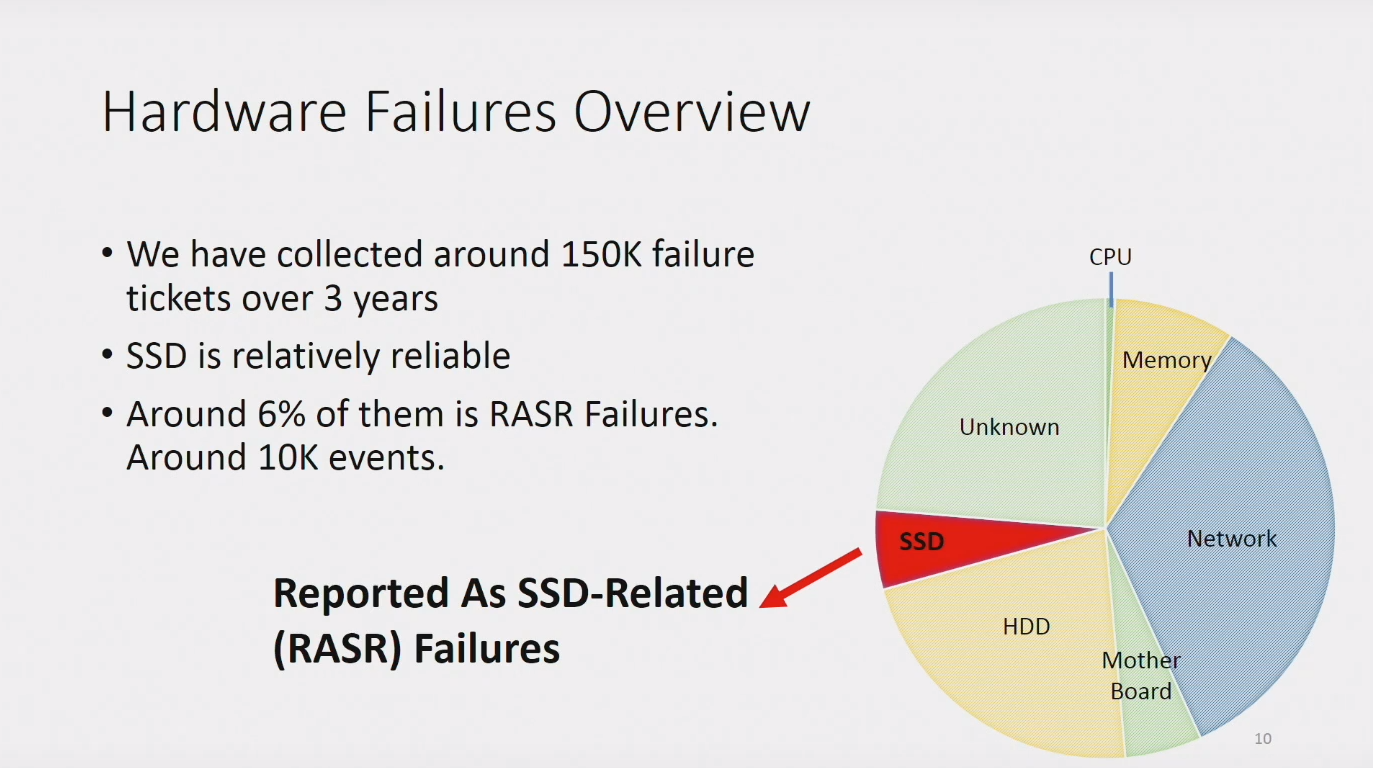 Hardware Failures Overview
• We have collected around 150K failure
tickets over 3 years
• SSD is relatively reliable
• Around 6% of them is RASR Failures.
Around 10K events.
Reported As SSD-Related
(RASR) Failures
CPU
Memory
Unknown
Network
SSD
HDD
Mother
Board
10